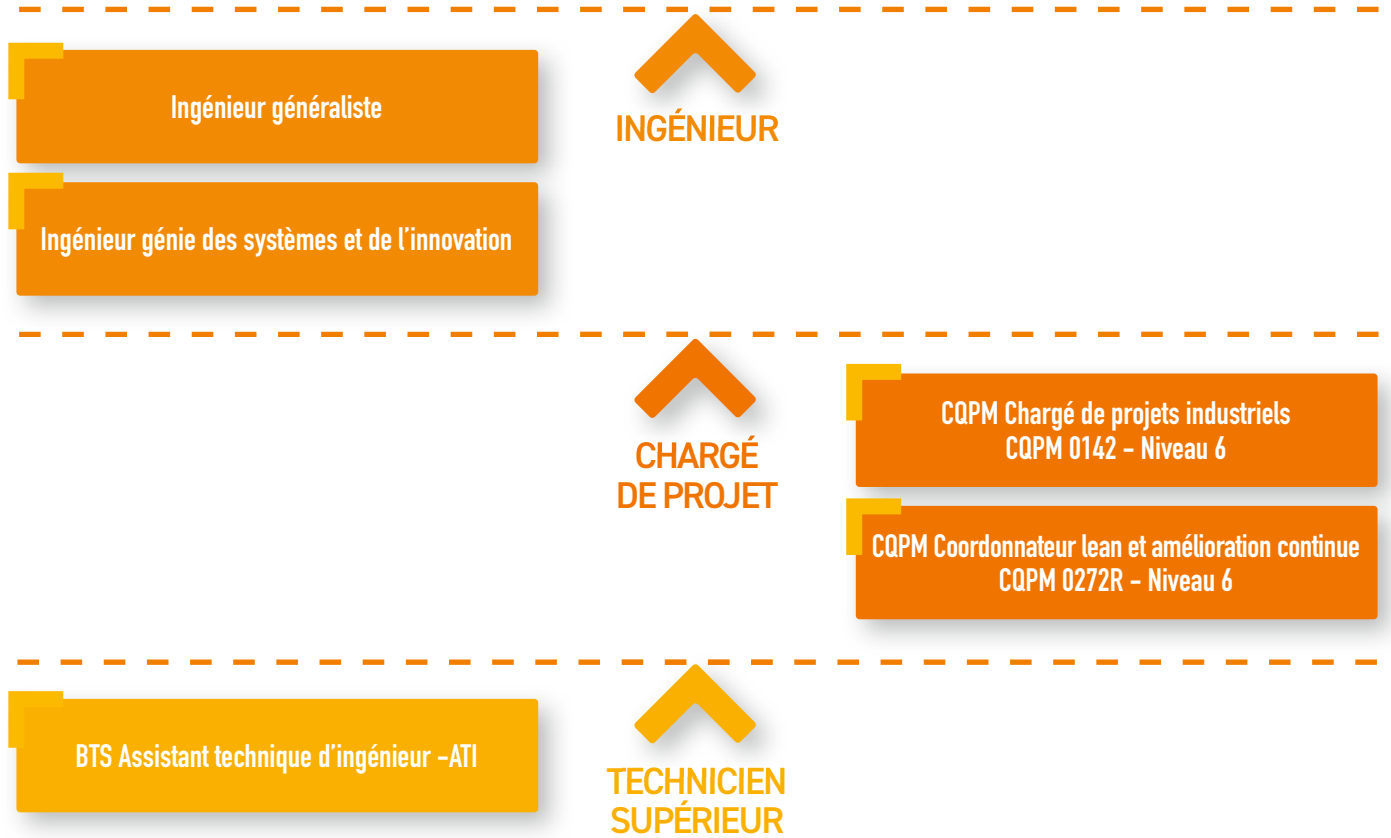 Ingénieur généraliste
INGÉNIEUR
Ingénieur génie des systèmes et de l'innovation
CHARGÉ
DE PROJET
CQPM Chargé de projets industriels
CQPM 0142 - Niveau 6
CQPM Coordonnateur lean et amélioration continue
CQPM 0272R - Niveau 6
BTS Assistant technique d'ingénieur -ATI
TECHNICIEN
SUPÉRIEUR